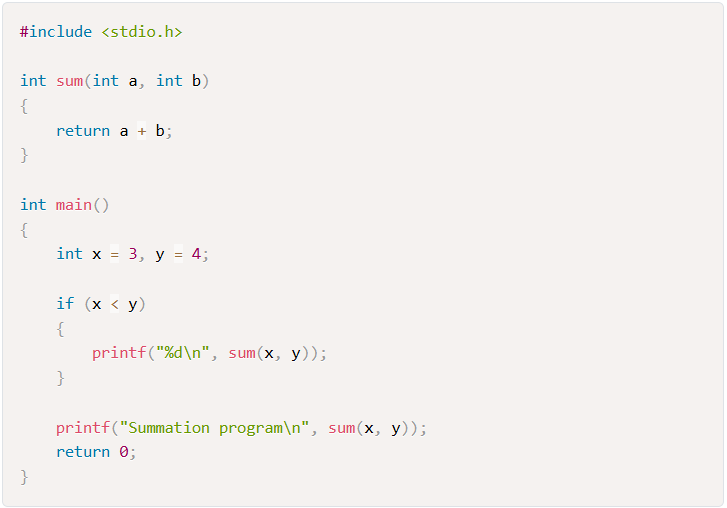 #include <stdio.h>

int sum(int a, int b)
{
    return a + b;
}

int main()
{
    int x = 3, y = 4;

    if (x < y)
    {
        printf("%d\n", sum(x, y));
    }

    printf("Summation program\n", sum(x, y));
    return 0;
}